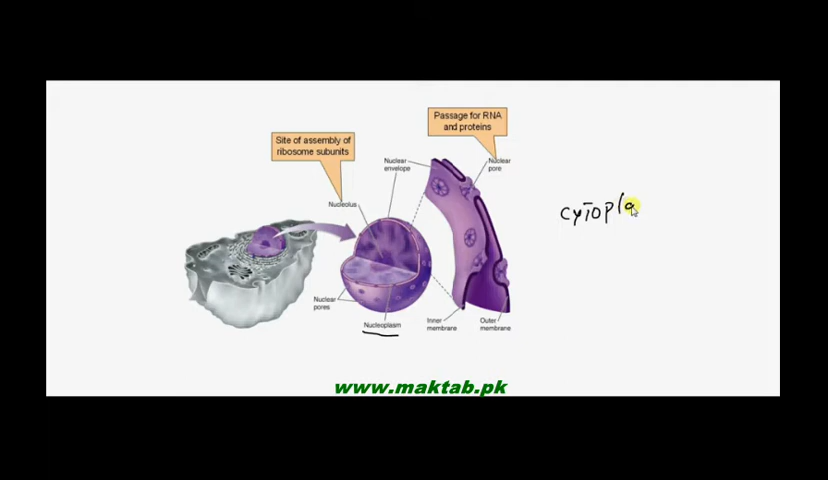 Passage for RNA
and proteins
Site of assembly of
ribosome subunits
Nuclear
envelope
Nuclear
pore
Nucleolus
cytopla
Nuclear
pores
Nucleoplasm
Inner
membrane
Outer
membrane
www.maktab.pk